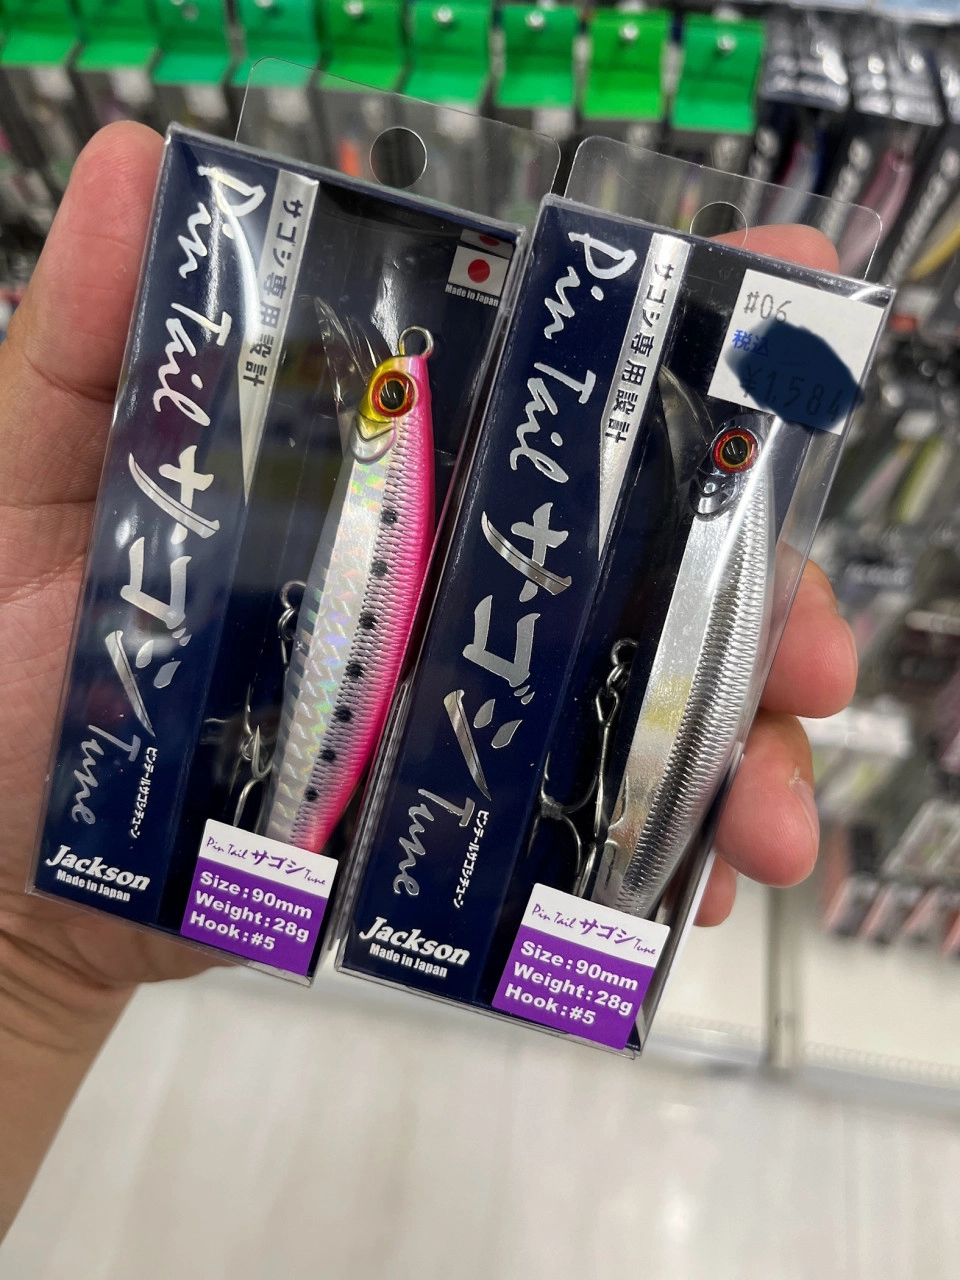 Pin Tail サゴシ Tune
サゴシ専用設計
ピンテールサゴシチューン
Made in Japan
Jackson
Made in Japan
Pin Tail サゴシ Tune
Size:90mm
Weight:28g
Hook:#5
Pin Tail サゴシ Tune
サゴシ専用設計
ピンテールサゴシチューン
#06
税込
¥1,584
Jackson
Made in Japan
Pin Tail サゴシ Tune
Size:90mm
Weight:28g
Hook:#5